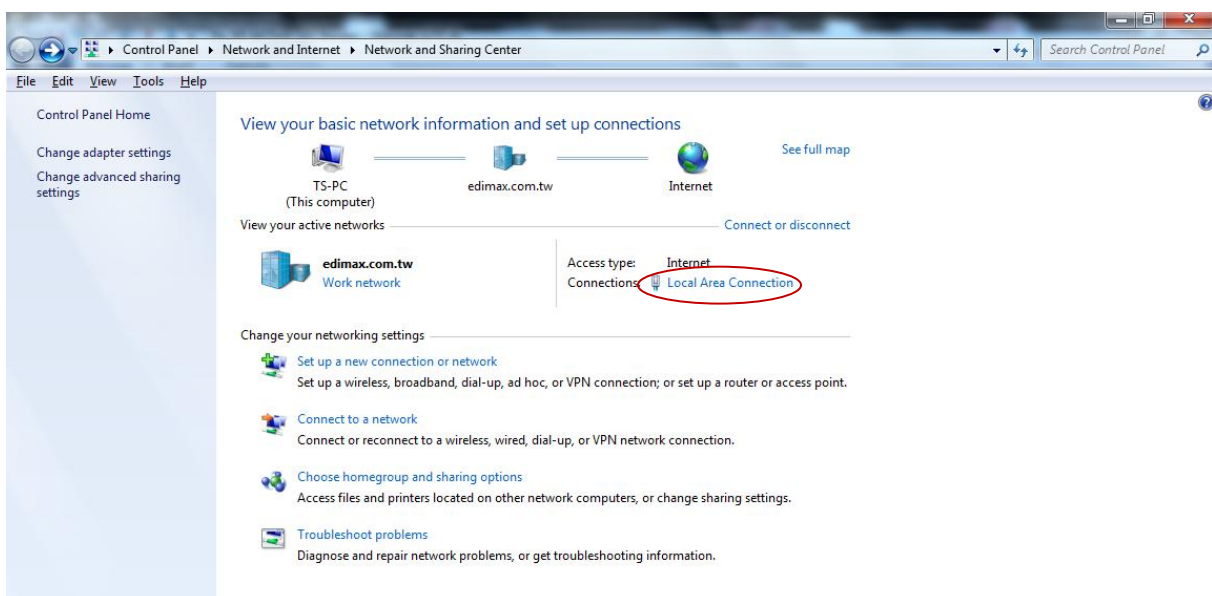 Control Panel ▸ Network and Internet ▸ Network and Sharing Center
Search Control Panel
File Edit View Tools Help
Control Panel Home
Change adapter settings
Change advanced sharing
settings
View your basic network information and set up connections
See full map
TS-PC
(This computer)
edimax.com.tw
Internet
View your active networks
Connect or disconnect
edimax.com.tw
Work network
Access type: Internet
Connections: Local Area Connection
Change your networking settings
Set up a new connection or network
Set up a wireless, broadband, dial-up, ad hoc, or VPN connection; or set up a router or access point.
Connect to a network
Connect or reconnect to a wireless, wired, dial-up, or VPN network connection.
Choose homegroup and sharing options
Access files and printers located on other network computers, or change sharing settings.
Troubleshoot problems
Diagnose and repair network problems, or get troubleshooting information.